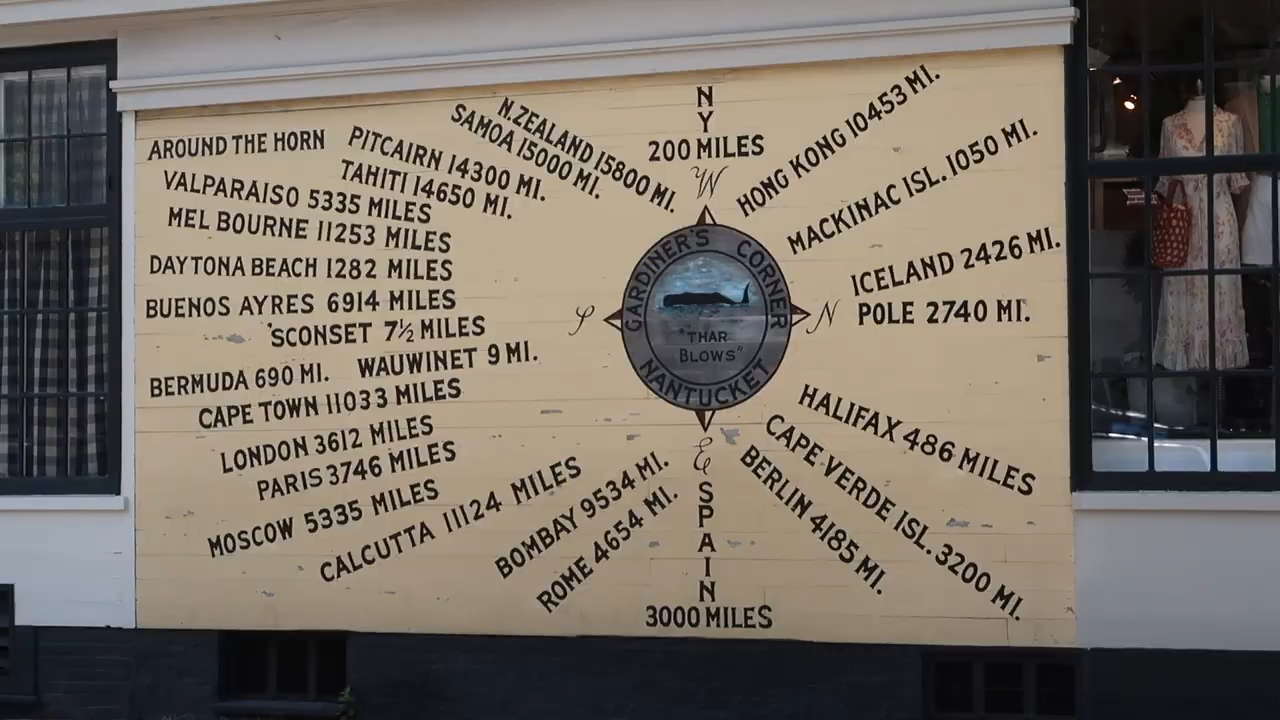 AROUND THE HORN
PITCAIRN 14300 MI.
TAHITI 14650 MI.
N.ZEALAND 15800 MI.
SAMOA 15000 MI.
VALPARAISO 5335 MILES
MEL BOURNE 11253 MILES
DAYTONA BEACH 1282 MILES
BUENOS AYRES 6914 MILES
'SCONSET 7½ MILES
WAUWINET 9 MI.
BERMUDA 690 MI.
CAPE TOWN 11033 MILES
LONDON 3612 MILES
PARIS 3746 MILES
MOSCOW 5335 MILES
CALCUTTA 11124 MILES
BOMBAY 9534 MI.
ROME 4654 MI.
NY
200 MILES
W
S
GARDINER'S CORNER
"THAR
BLOWS"
NANTUCKET
N
E
SPAIN
3000 MILES
HONG KONG 10453 MI.
MACKINAC ISL. 1050 MI.
ICELAND 2426 MI.
POLE 2740 MI.
HALIFAX 486 MILES
CAPE VERDE ISL. 3200 MI.
BERLIN 4185 MI.